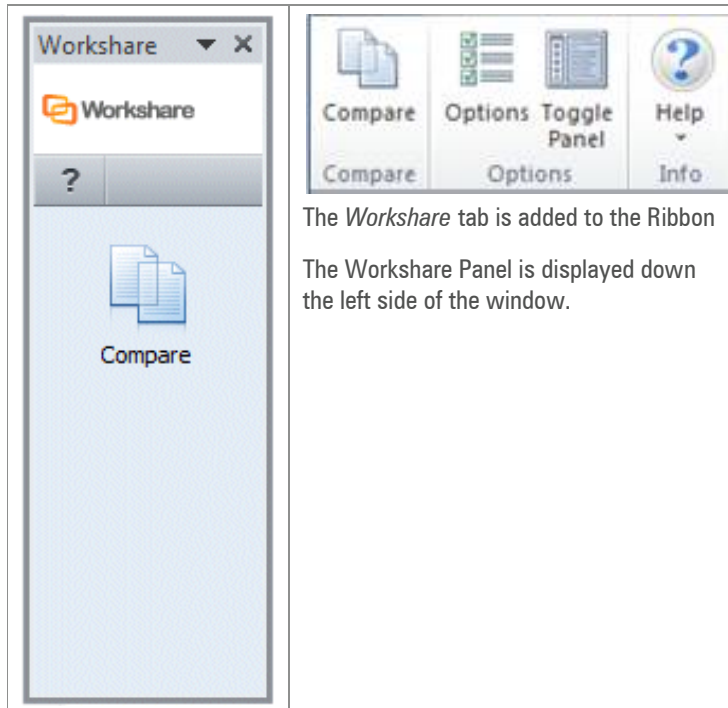 Workshare
Workshare
?
Compare
Compare Options Toggle Panel Help
Compare Options Info
The Workshare tab is added to the Ribbon
The Workshare Panel is displayed down
the left side of the window.